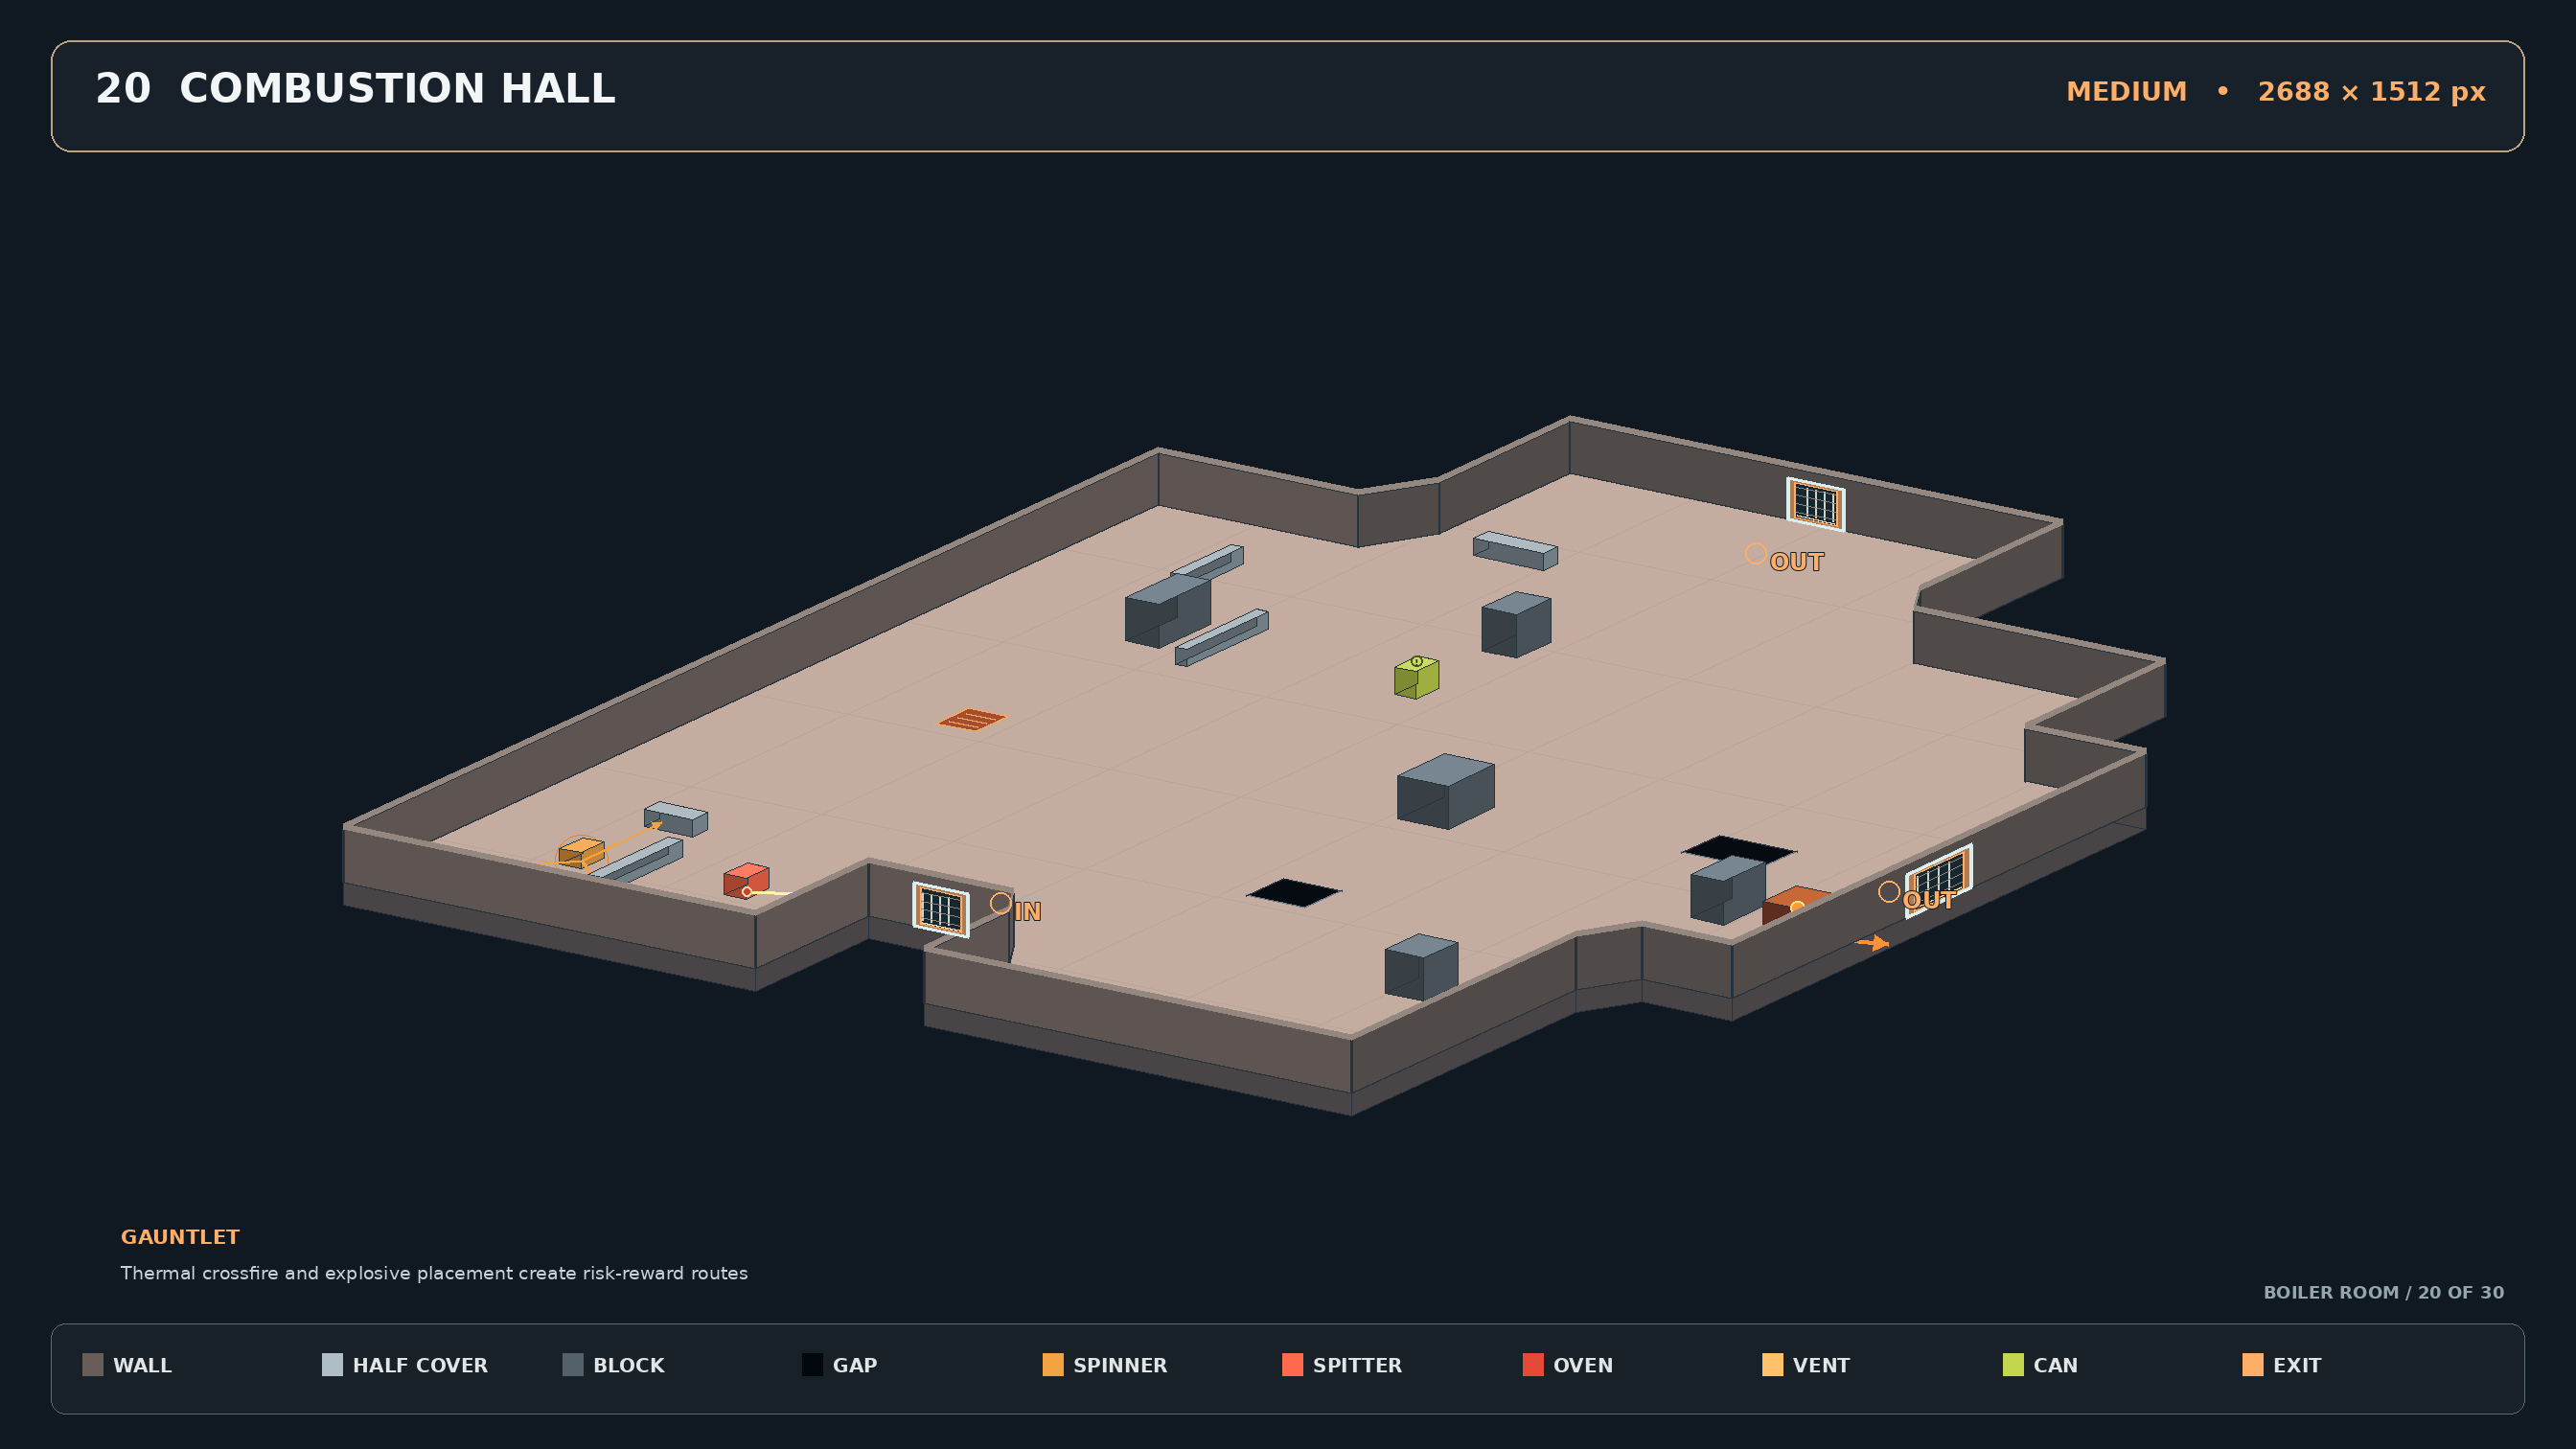 20 COMBUSTION HALL
MEDIUM • 2688 × 1512 px
OUT
OUT
IN
GAUNTLET
Thermal crossfire and explosive placement create risk-reward routes
BOILER ROOM / 20 OF 30
WALL HALF COVER BLOCK GAP SPINNER SPITTER OVEN VENT CAN EXIT